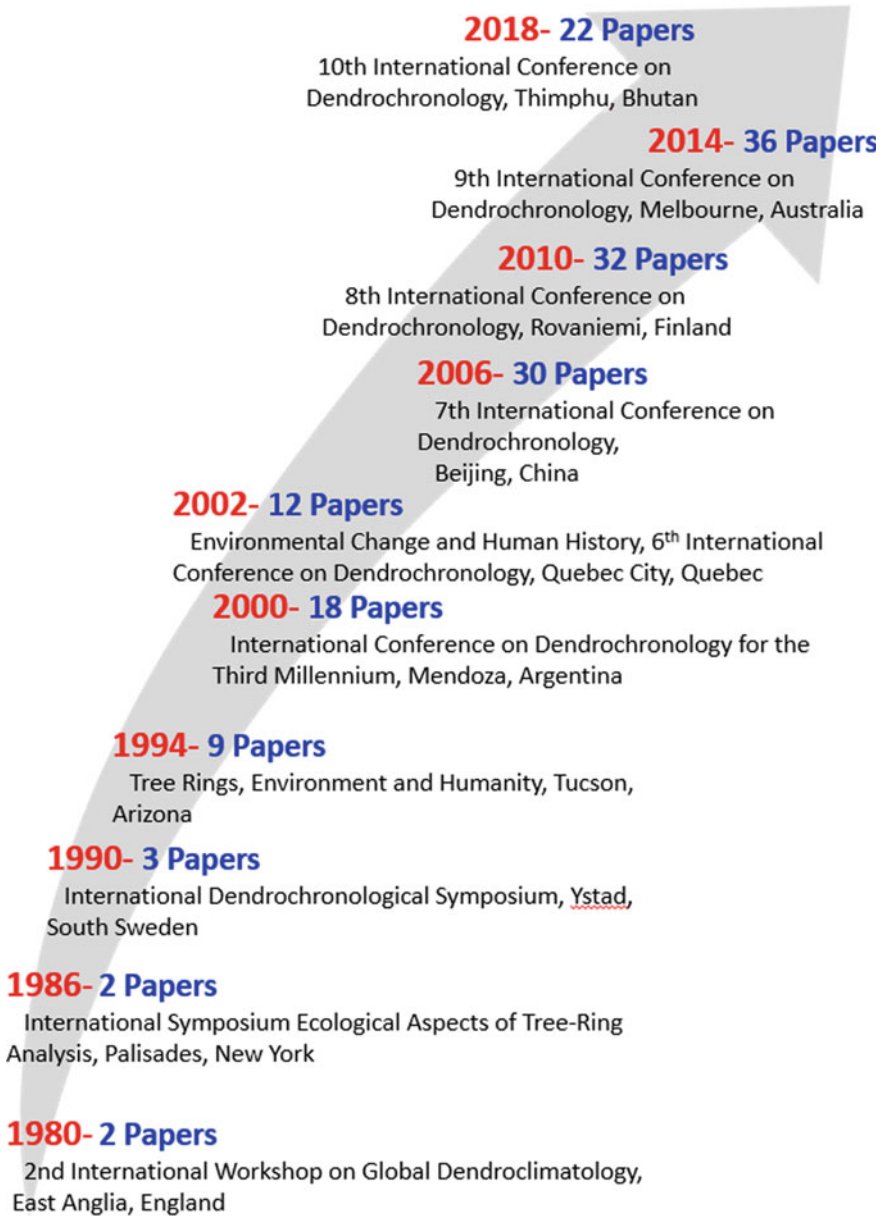 2018- 22 Papers
10th International Conference on
Dendrochronology, Thimphu, Bhutan
2014- 36 Papers
9th International Conference on
Dendrochronology, Melbourne, Australia
2010- 32 Papers
8th International Conference on
Dendrochronology, Rovaniemi, Finland
2006- 30 Papers
7th International Conference on
Dendrochronology,
Beijing, China
2002- 12 Papers
Environmental Change and Human History, 6th International
Conference on Dendrochronology, Quebec City, Quebec
2000- 18 Papers
International Conference on Dendrochronology for the
Third Millennium, Mendoza, Argentina
1994- 9 Papers
Tree Rings, Environment and Humanity, Tucson,
Arizona
1990- 3 Papers
International Dendrochronological Symposium, Ystad,
South Sweden
1986- 2 Papers
International Symposium Ecological Aspects of Tree-Ring
Analysis, Palisades, New York
1980- 2 Papers
2nd International Workshop on Global Dendroclimatology,
East Anglia, England